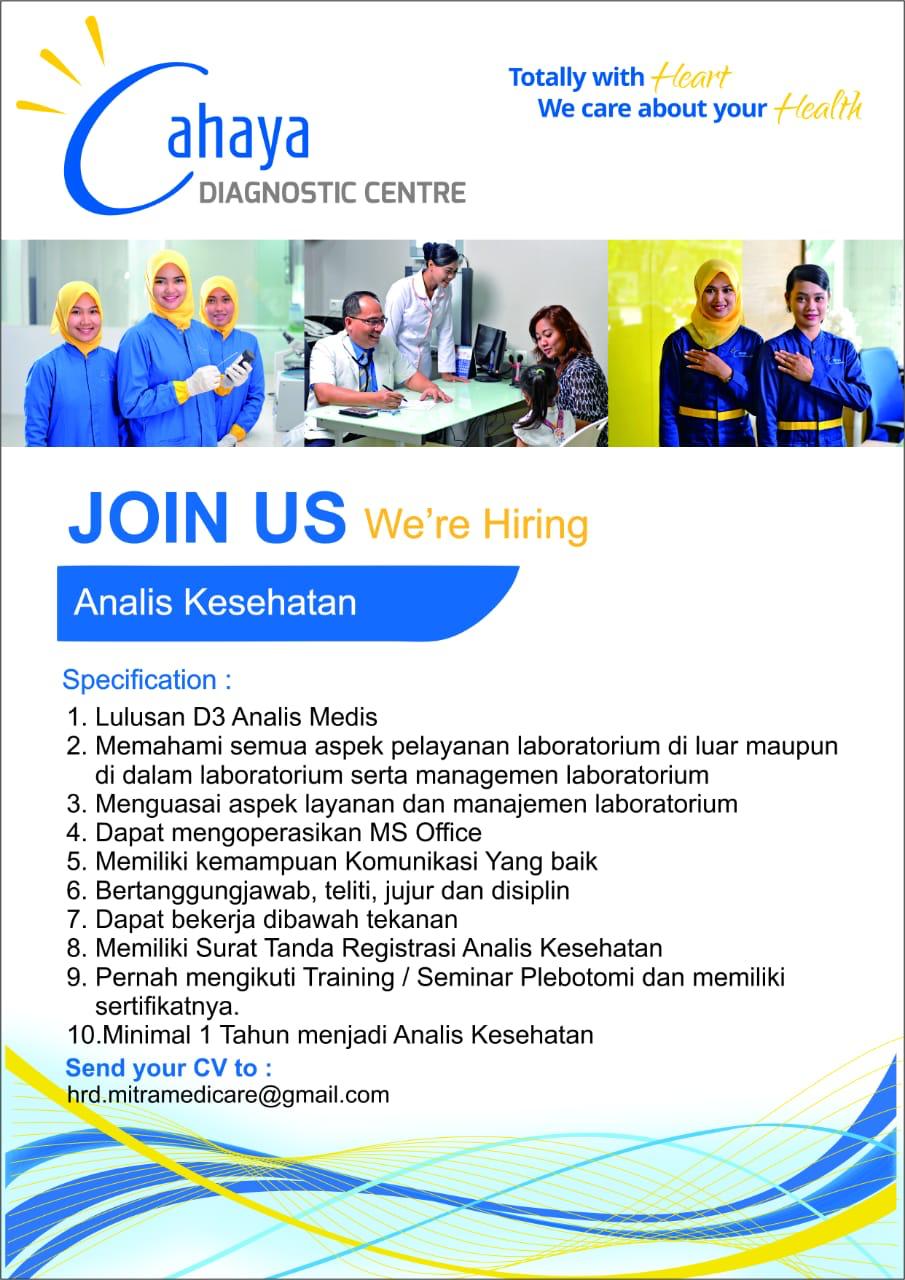 Cahaya
DIAGNOSTIC CENTRE
Totally with Heart
We care about your Health
JOIN US We're Hiring
Analis Kesehatan
Specification :
1. Lulusan D3 Analis Medis
2. Memahami semua aspek pelayanan laboratorium di luar maupun
di dalam laboratorium serta managemen laboratorium
3. Menguasai aspek layanan dan manajemen laboratorium
4. Dapat mengoperasikan MS Office
5. Memiliki kemampuan Komunikasi Yang baik
6. Bertanggungjawab, teliti, jujur dan disiplin
7. Dapat bekerja dibawah tekanan
8. Memiliki Surat Tanda Registrasi Analis Kesehatan
9. Pernah mengikuti Training / Seminar Plebotomi dan memiliki
sertifikatnya.
10.Minimal 1 Tahun menjadi Analis Kesehatan
Send your CV to :
hrd.mitramedicare@gmail.com